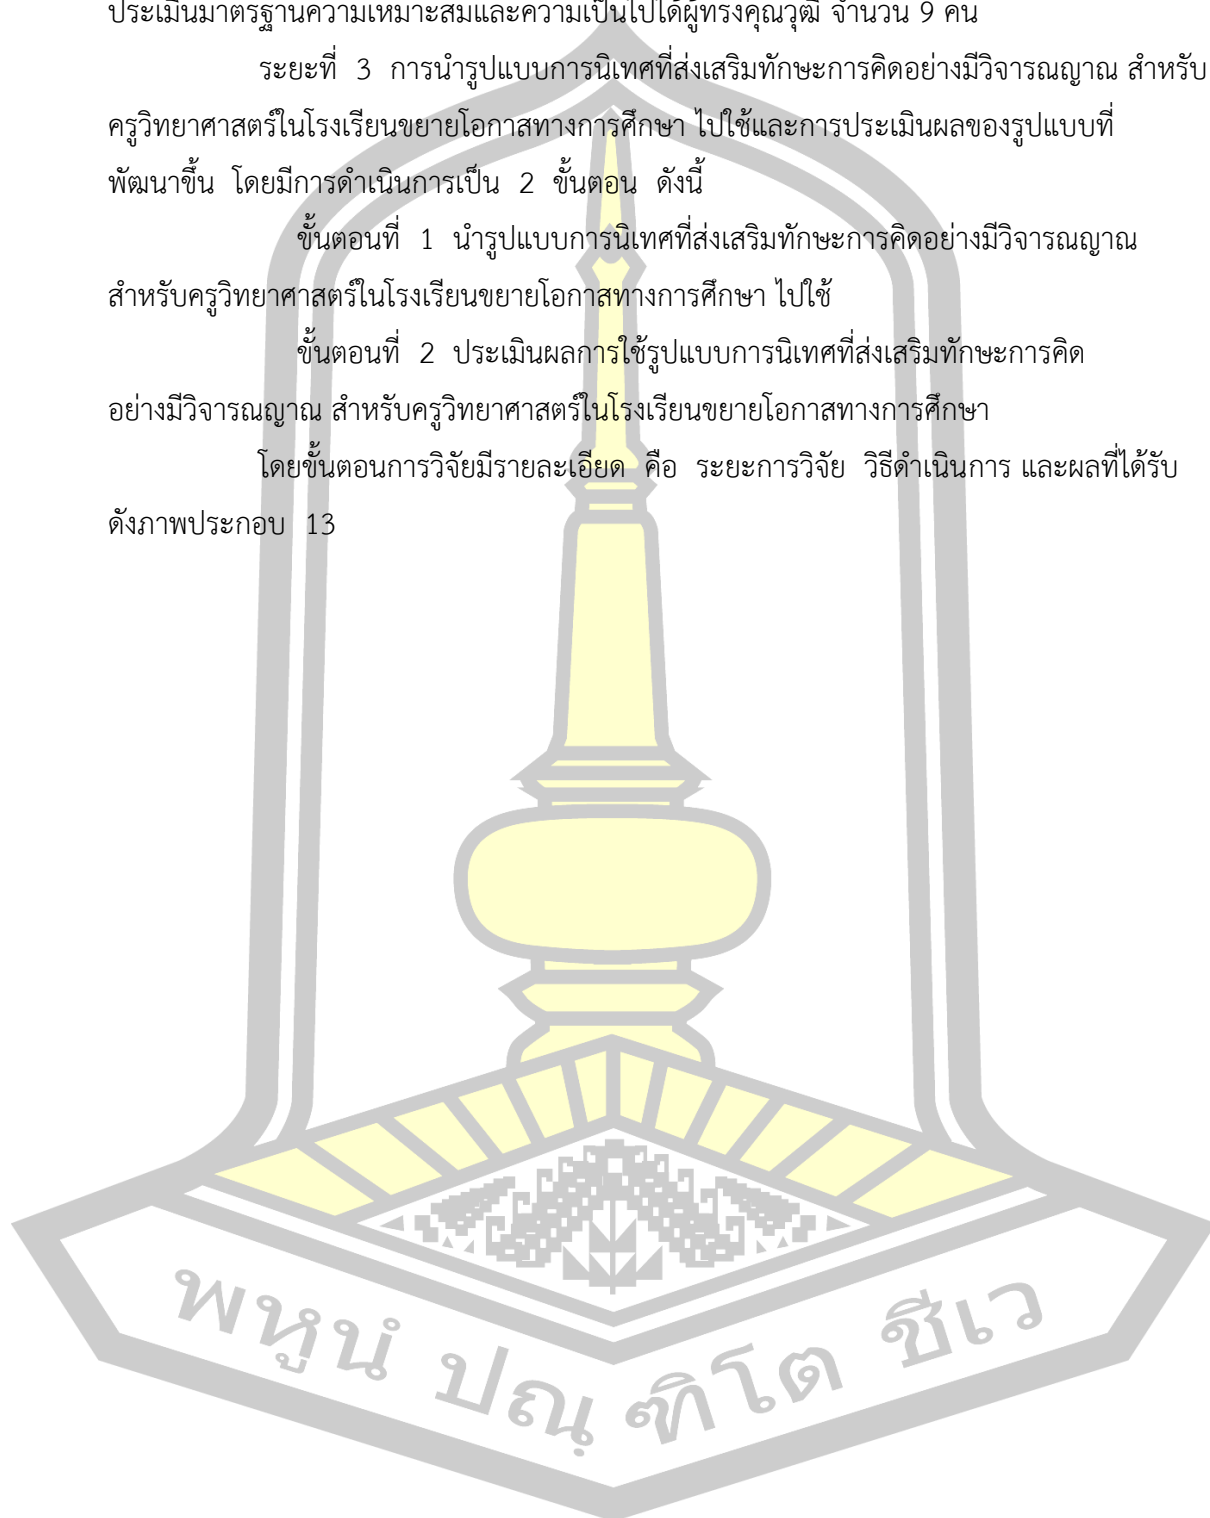 ประเมินมาตรฐานความเหมาะสมและความเป็นไปได้ผู้ทรงคุณวุฒิ จำนวน 9 คน
ระยะที่ 3 การนำรูปแบบการนิเทศที่ส่งเสริมทักษะการคิดอย่างมีวิจารณญาณ สำหรับ
ครูวิทยาศาสตร์ในโรงเรียนขยายโอกาสทางการศึกษา ไปใช้และการประเมินผลของรูปแบบที่
พัฒนาขึ้น โดยมีการดำเนินการเป็น 2 ขั้นตอน ดังนี้
ขั้นตอนที่ 1 นำรูปแบบการนิเทศที่ส่งเสริมทักษะการคิดอย่างมีวิจารณญาณ
สำหรับครูวิทยาศาสตร์ในโรงเรียนขยายโอกาสทางการศึกษา ไปใช้
ขั้นตอนที่ 2 ประเมินผลการใช้รูปแบบการนิเทศที่ส่งเสริมทักษะการคิด
อย่างมีวิจารณญาณ สำหรับครูวิทยาศาสตร์ในโรงเรียนขยายโอกาสทางการศึกษา
โดยขั้นตอนการวิจัยมีรายละเอียด คือ ระยะการวิจัย วิธีดำเนินการ และผลที่ได้รับ
ดังภาพประกอบ 13
พหูนํ ปณฺ ฑิโต ชีเว